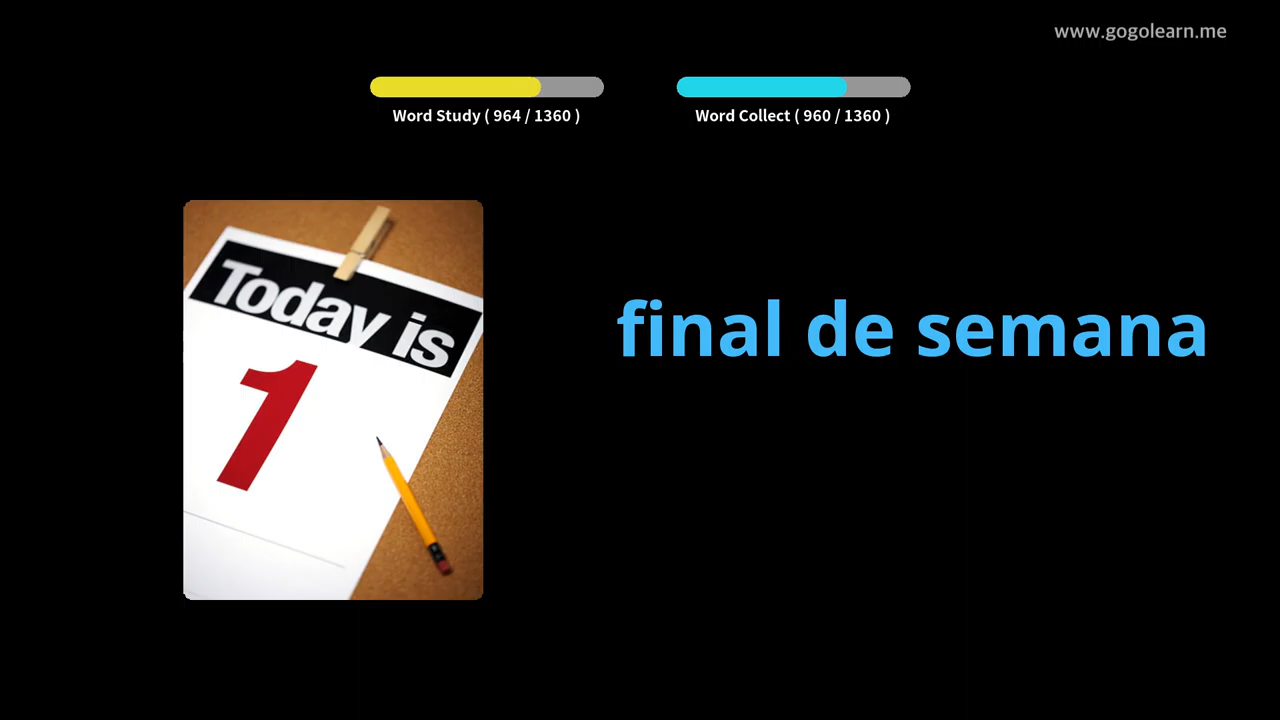 www.gogolearn.me
Word Study ( 964 / 1360 )
Word Collect ( 960 / 1360 )
Today is
1
final de semana